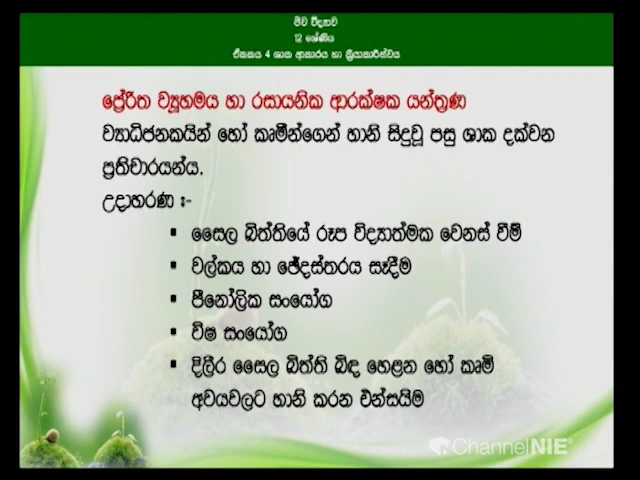 ජීව විද්‍යාව
12 ශ්‍රේණිය
ඒකකය 4 ශාක ආකාරය හා ක්‍රියාකාරීත්වය
ප්‍රේරිත ව්‍යූහමය හා රසායනික ආරක්ෂක යන්ත්‍රණ
ව්‍යාධිජනකයින් හෝ කෘමීන්ගෙන් හානි සිදුවූ පසු ශාක දක්වන
ප්‍රතිචාරයන්ය.
උදාහරණ :-
▪ සෛල බිත්තියේ රූප විද්‍යාත්මක වෙනස් වීම්
▪ වල්කය හා ඡේදස්තරය සෑදීම
▪ ෆීනෝලික සංයෝග
▪ විෂ සංයෝග
▪ දිලීර සෛල බිත්ති බිඳ හෙළන හෝ කෘමි
අවයවලට හානි කරන එන්සයිම
ChannelNIE